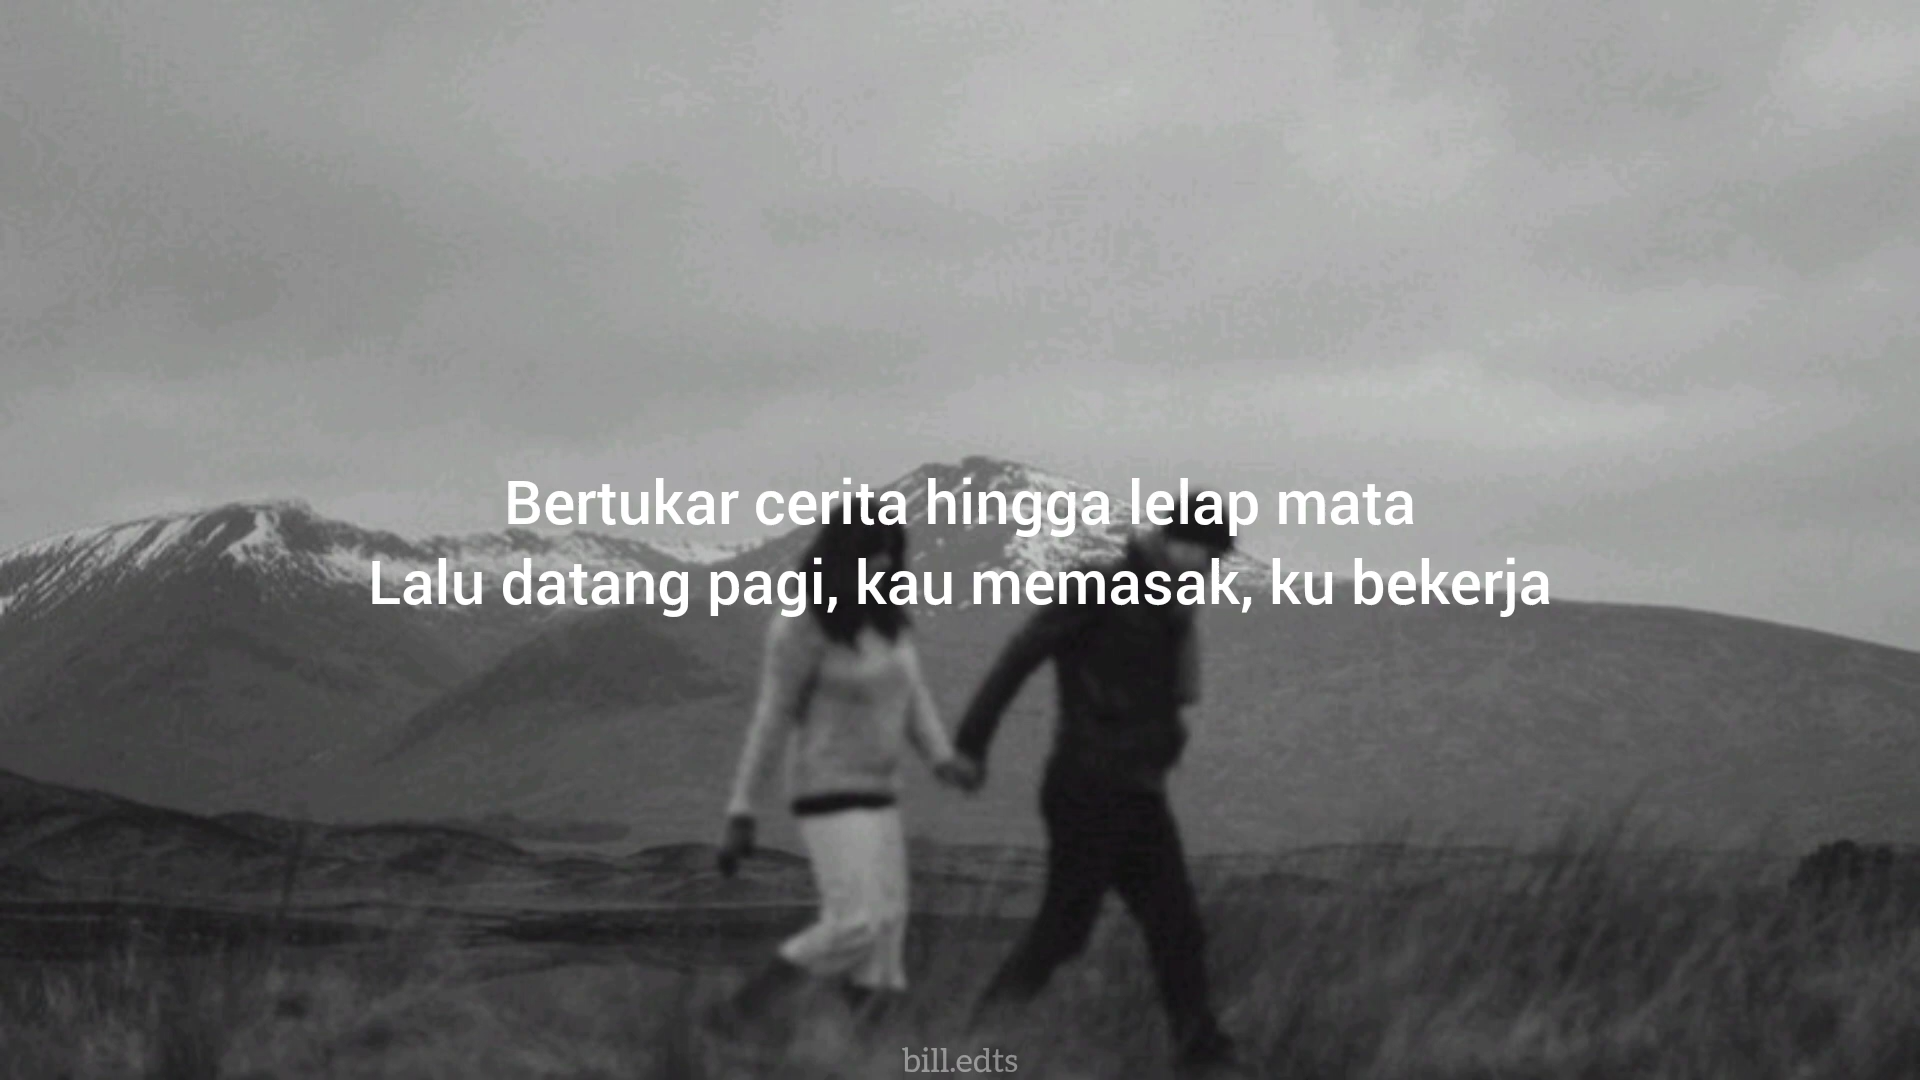 Bertukar cerita hingga lelap mata
Lalu datang pagi, kau memasak, ku bekerja
bill.edts